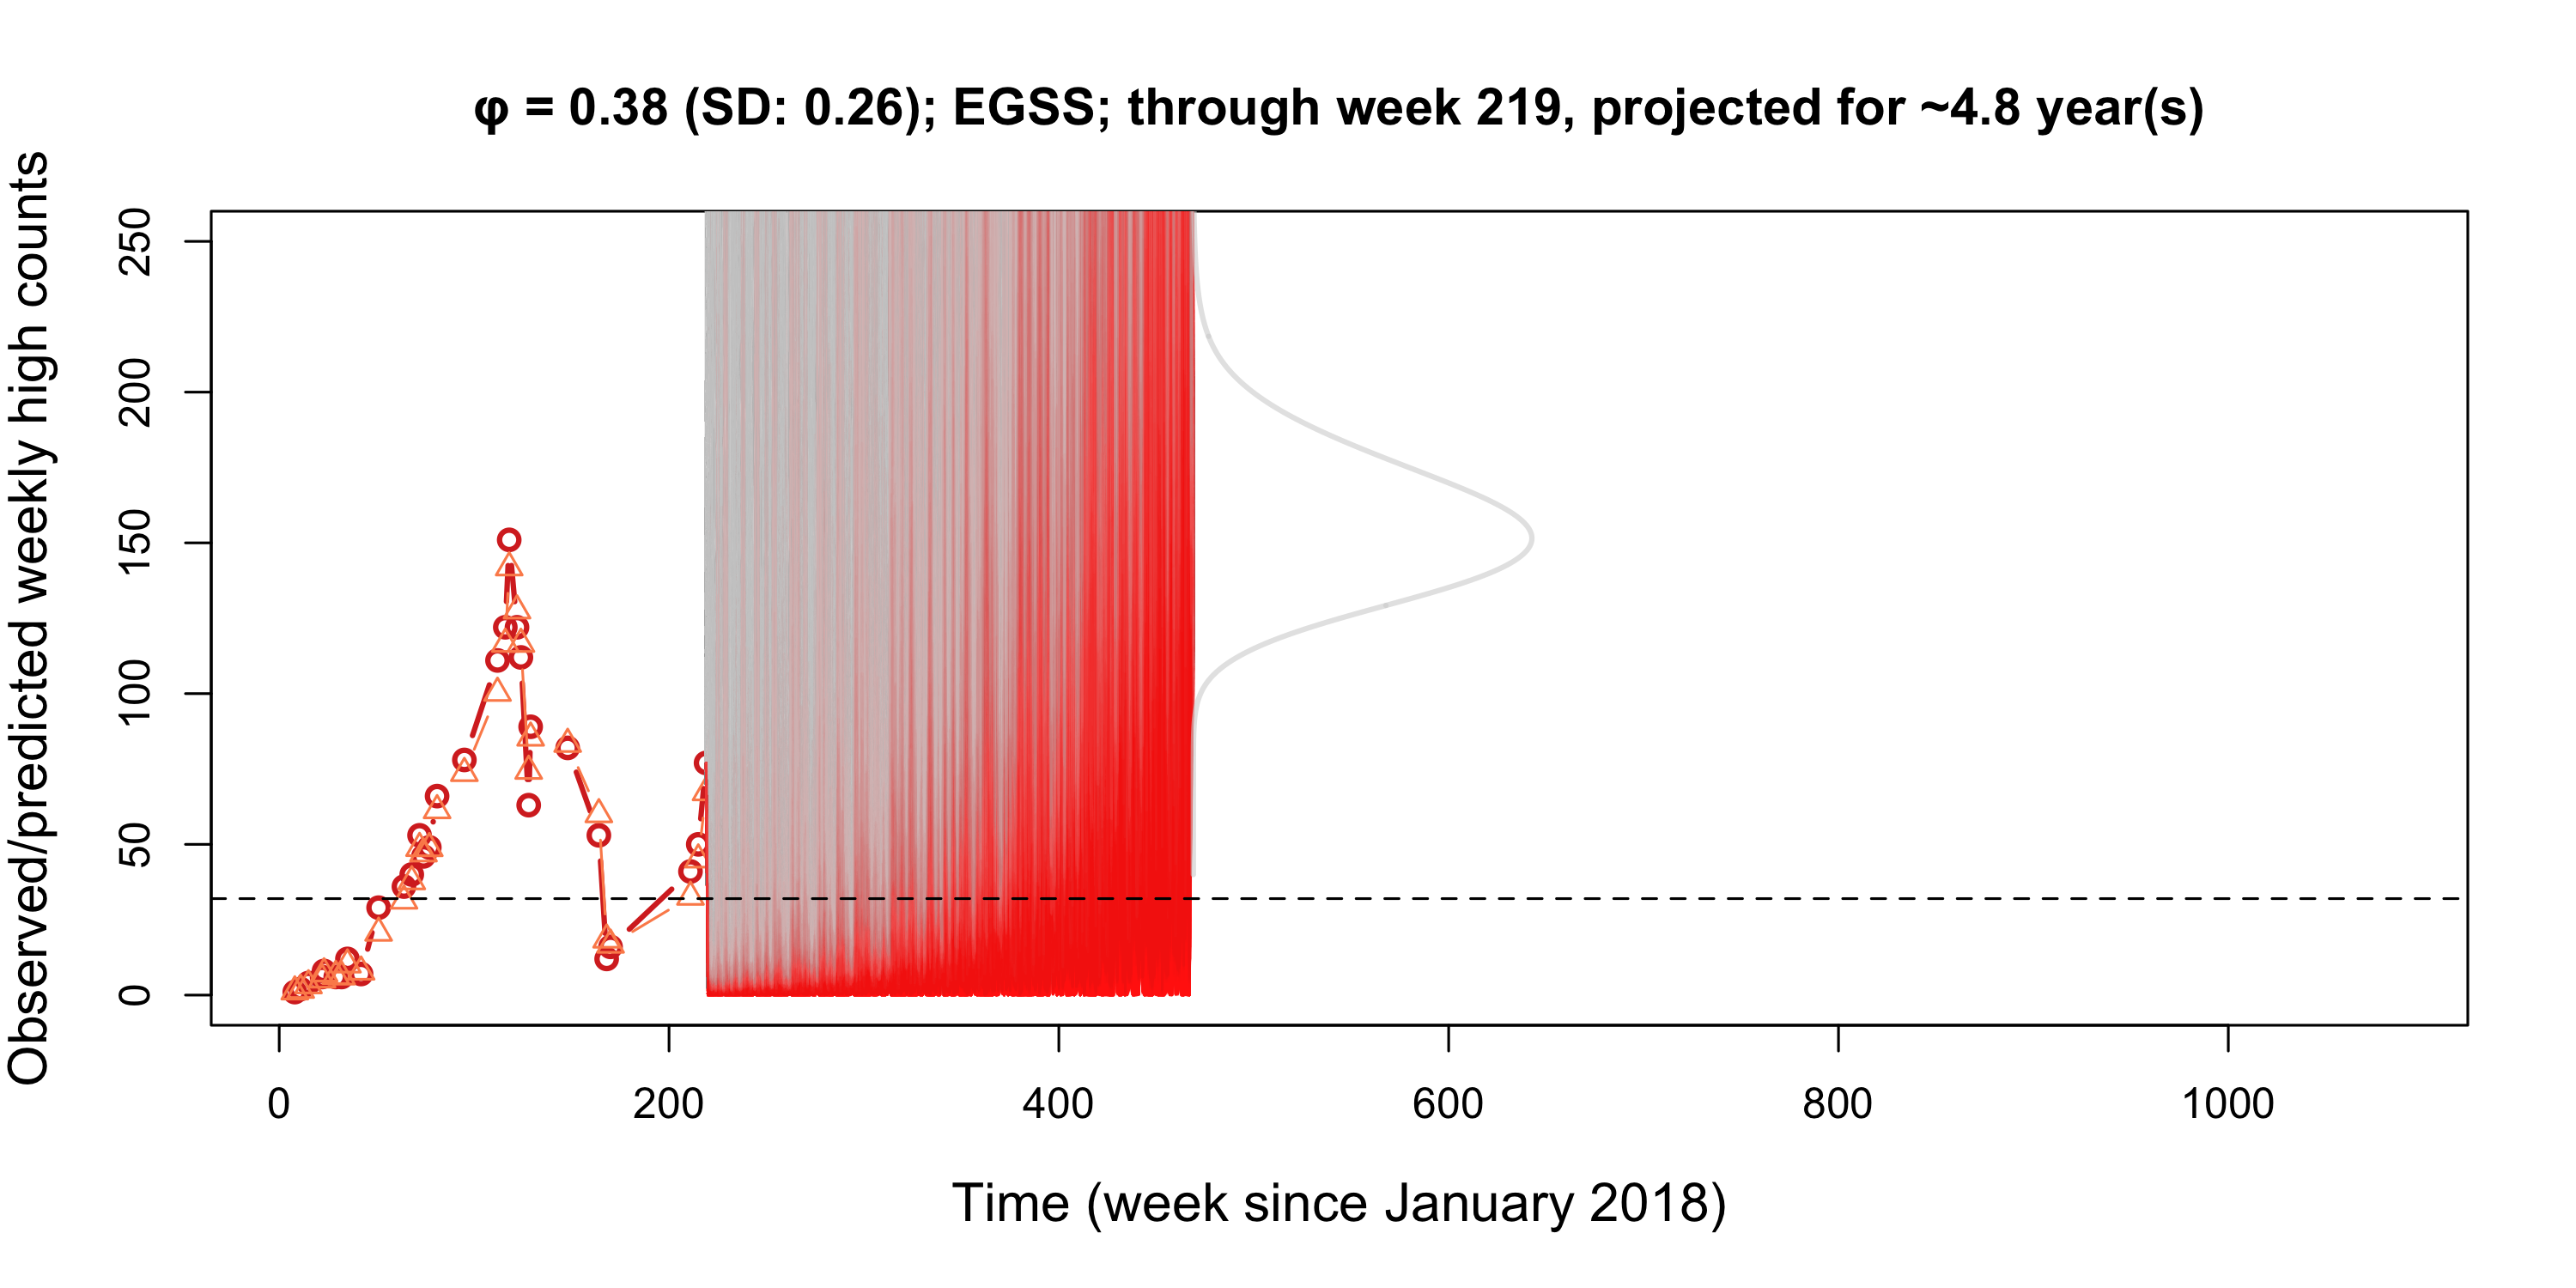 φ = 0.38 (SD: 0.26); EGSS; through week 219, projected for ~4.8 year(s)
Observed/predicted weekly high counts
250
200
150
100
50
0
0 200 400 600 800 1000
Time (week since January 2018)